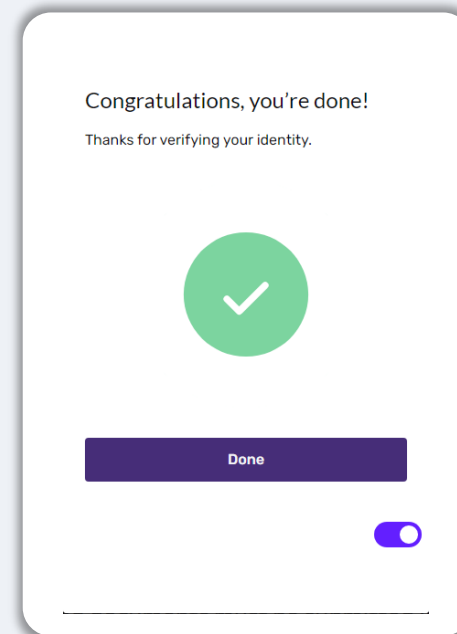 Congratulations, you’re done!
Thanks for verifying your identity.
Done